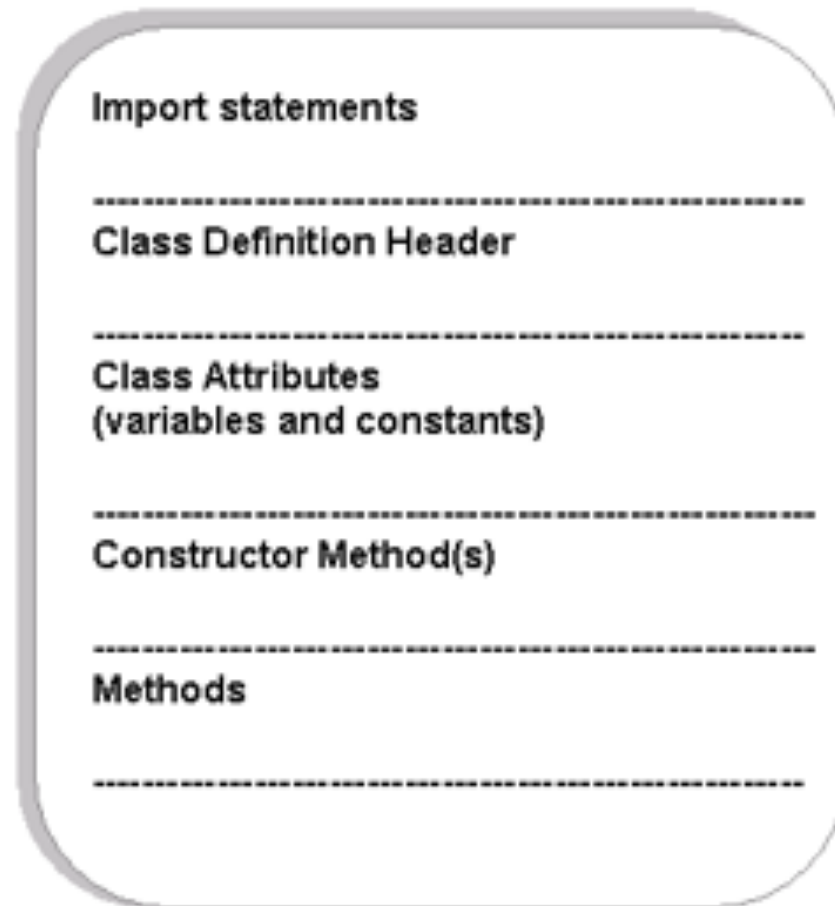 Import statements
Class Definition Header
Class Attributes
(variables and constants)
Constructor Method(s)
Methods